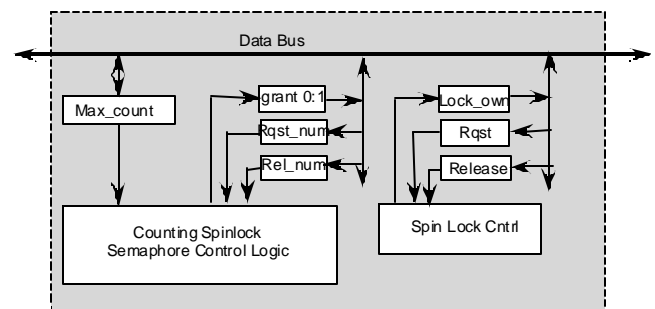 Data Bus
Max_count
grant 0:1
Rqst_num
Rel_num
Lock_own
Rqst
Release
Counting Spinlock
Semaphore Control Logic
Spin Lock Cntrl